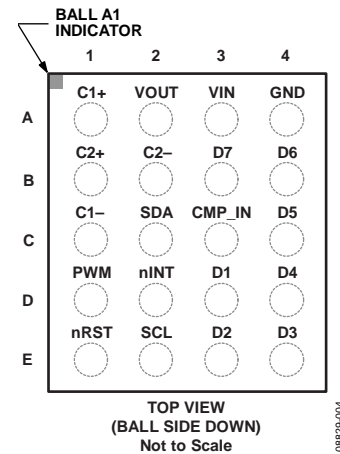 BALL A1
INDICATOR
1 2 3 4
A C1+ VOUT VIN GND
B C2+ C2– D7 D6
C C1– SDA CMP_IN D5
D PWM nINT D1 D4
E nRST SCL D2 D3
TOP VIEW
(BALL SIDE DOWN)
Not to Scale
08829-004